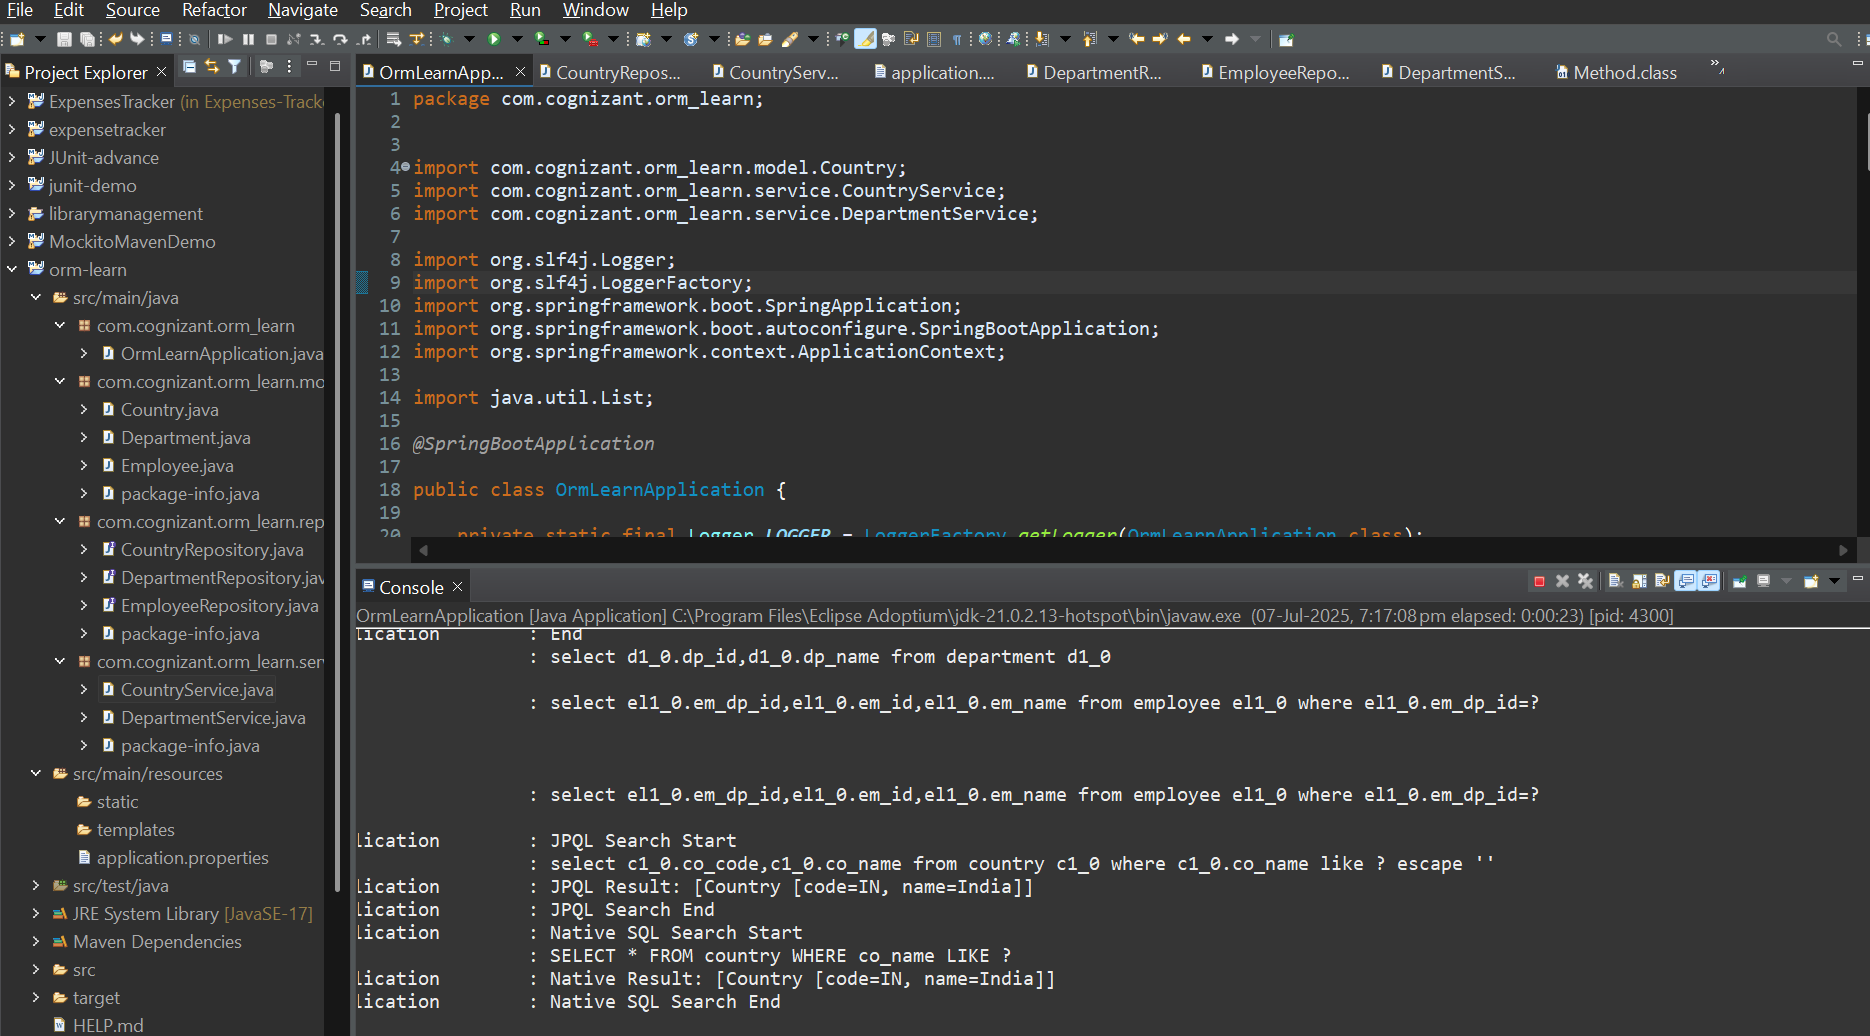 File Edit Source Refactor Navigate Search Project Run Window Help
Project Explorer
ExpensesTracker (in Expenses-Track
expensetracker
JUnit-advance
junit-demo
librarymanagement
MockitoMavenDemo
orm-learn
src/main/java
com.cognizant.orm_learn
OrmLearnApplication.java
com.cognizant.orm_learn.mo
Country.java
Department.java
Employee.java
package-info.java
com.cognizant.orm_learn.rep
CountryRepository.java
DepartmentRepository.jav
EmployeeRepository.java
package-info.java
com.cognizant.orm_learn.ser
CountryService.java
DepartmentService.java
package-info.java
src/main/resources
static
templates
application.properties
src/test/java
JRE System Library [JavaSE-17]
Maven Dependencies
src
target
HELP.md
OrmLearnApp... CountryRepos... CountryServ... application.... DepartmentR... EmployeeRepo... DepartmentS... Method.class
1 package com.cognizant.orm_learn;
2
3
4 import com.cognizant.orm_learn.model.Country;
5 import com.cognizant.orm_learn.service.CountryService;
6 import com.cognizant.orm_learn.service.DepartmentService;
7
8 import org.slf4j.Logger;
9 import org.slf4j.LoggerFactory;
10 import org.springframework.boot.SpringApplication;
11 import org.springframework.boot.autoconfigure.SpringBootApplication;
12 import org.springframework.context.ApplicationContext;
13
14 import java.util.List;
15
16 @SpringBootApplication
17
18 public class OrmLearnApplication {
19
20 private static final Logger LOGGER = LoggerFactory.getLogger(OrmLearnApplication.class);
Console
OrmLearnApplication [Java Application] C:\Program Files\Eclipse Adoptium\jdk-21.0.2.13-hotspot\bin\javaw.exe (07-Jul-2025, 7:17:08 pm elapsed: 0:00:23) [pid: 4300]
lication : End
: select d1_0.dp_id,d1_0.dp_name from department d1_0
: select el1_0.em_dp_id,el1_0.em_id,el1_0.em_name from employee el1_0 where el1_0.em_dp_id=?
: select el1_0.em_dp_id,el1_0.em_id,el1_0.em_name from employee el1_0 where el1_0.em_dp_id=?
lication : JPQL Search Start
: select c1_0.co_code,c1_0.co_name from country c1_0 where c1_0.co_name like ? escape ''
lication : JPQL Result: [Country [code=IN, name=India]]
lication : JPQL Search End
lication : Native SQL Search Start
: SELECT * FROM country WHERE co_name LIKE ?
lication : Native Result: [Country [code=IN, name=India]]
lication : Native SQL Search End